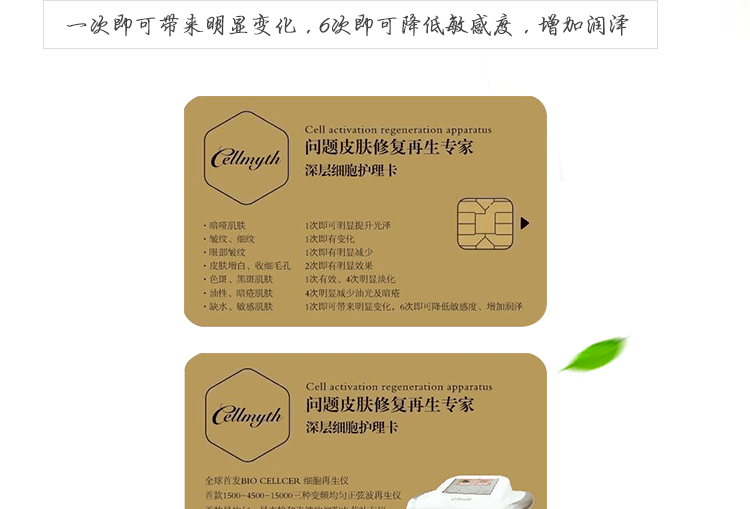 一次即可带来明显变化，6次即可降低敏感度，增加润泽
Cellmyth
Cell activation regeneration apparatus
问题皮肤修复再生专家
深层细胞护理卡
·暗哑肌肤 1次即可明显提升光泽
·皱纹、细纹 1次即有变化
·眼部皱纹 1次即有明显减少
·皮肤增白、收细毛孔 2次即有明显效果
·色斑、黑斑肌肤 1次有效、4次明显淡化
·油性、暗疮肌肤 4次明显减少油光及暗疮
·缺水、敏感肌肤 1次即可带来明显变化，6次即可降低敏感度、增加润泽
Cellmyth
Cell activation regeneration apparatus
问题皮肤修复再生专家
深层细胞护理卡
全球首发BIO CELLCER 细胞再生仪
首款1500-4500-15000三种变频均匀正弦波再生仪
Cellmyth